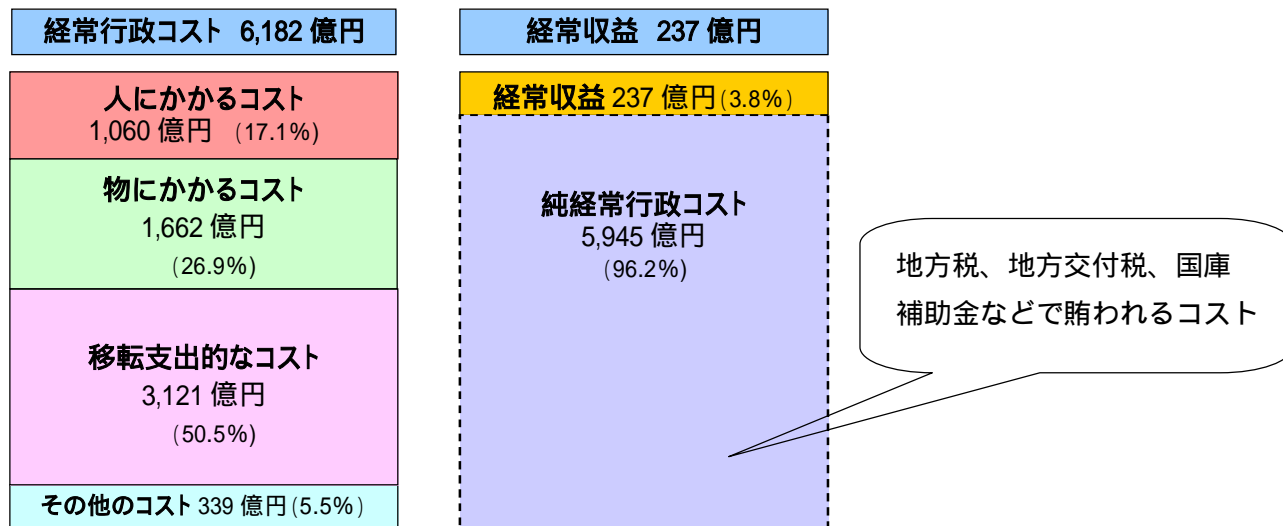 経常行政コスト 6,182 億円
人にかかるコスト
1,060 億円 (17.1%)
物にかかるコスト
1,662 億円
(26.9%)
移転支出的なコスト
3,121 億円
(50.5%)
その他のコスト 339 億円(5.5%)
経常収益 237 億円
経常収益 237 億円(3.8%)
純経常行政コスト
5,945 億円
(96.2%)
地方税、地方交付税、国庫
補助金などで賄われるコスト